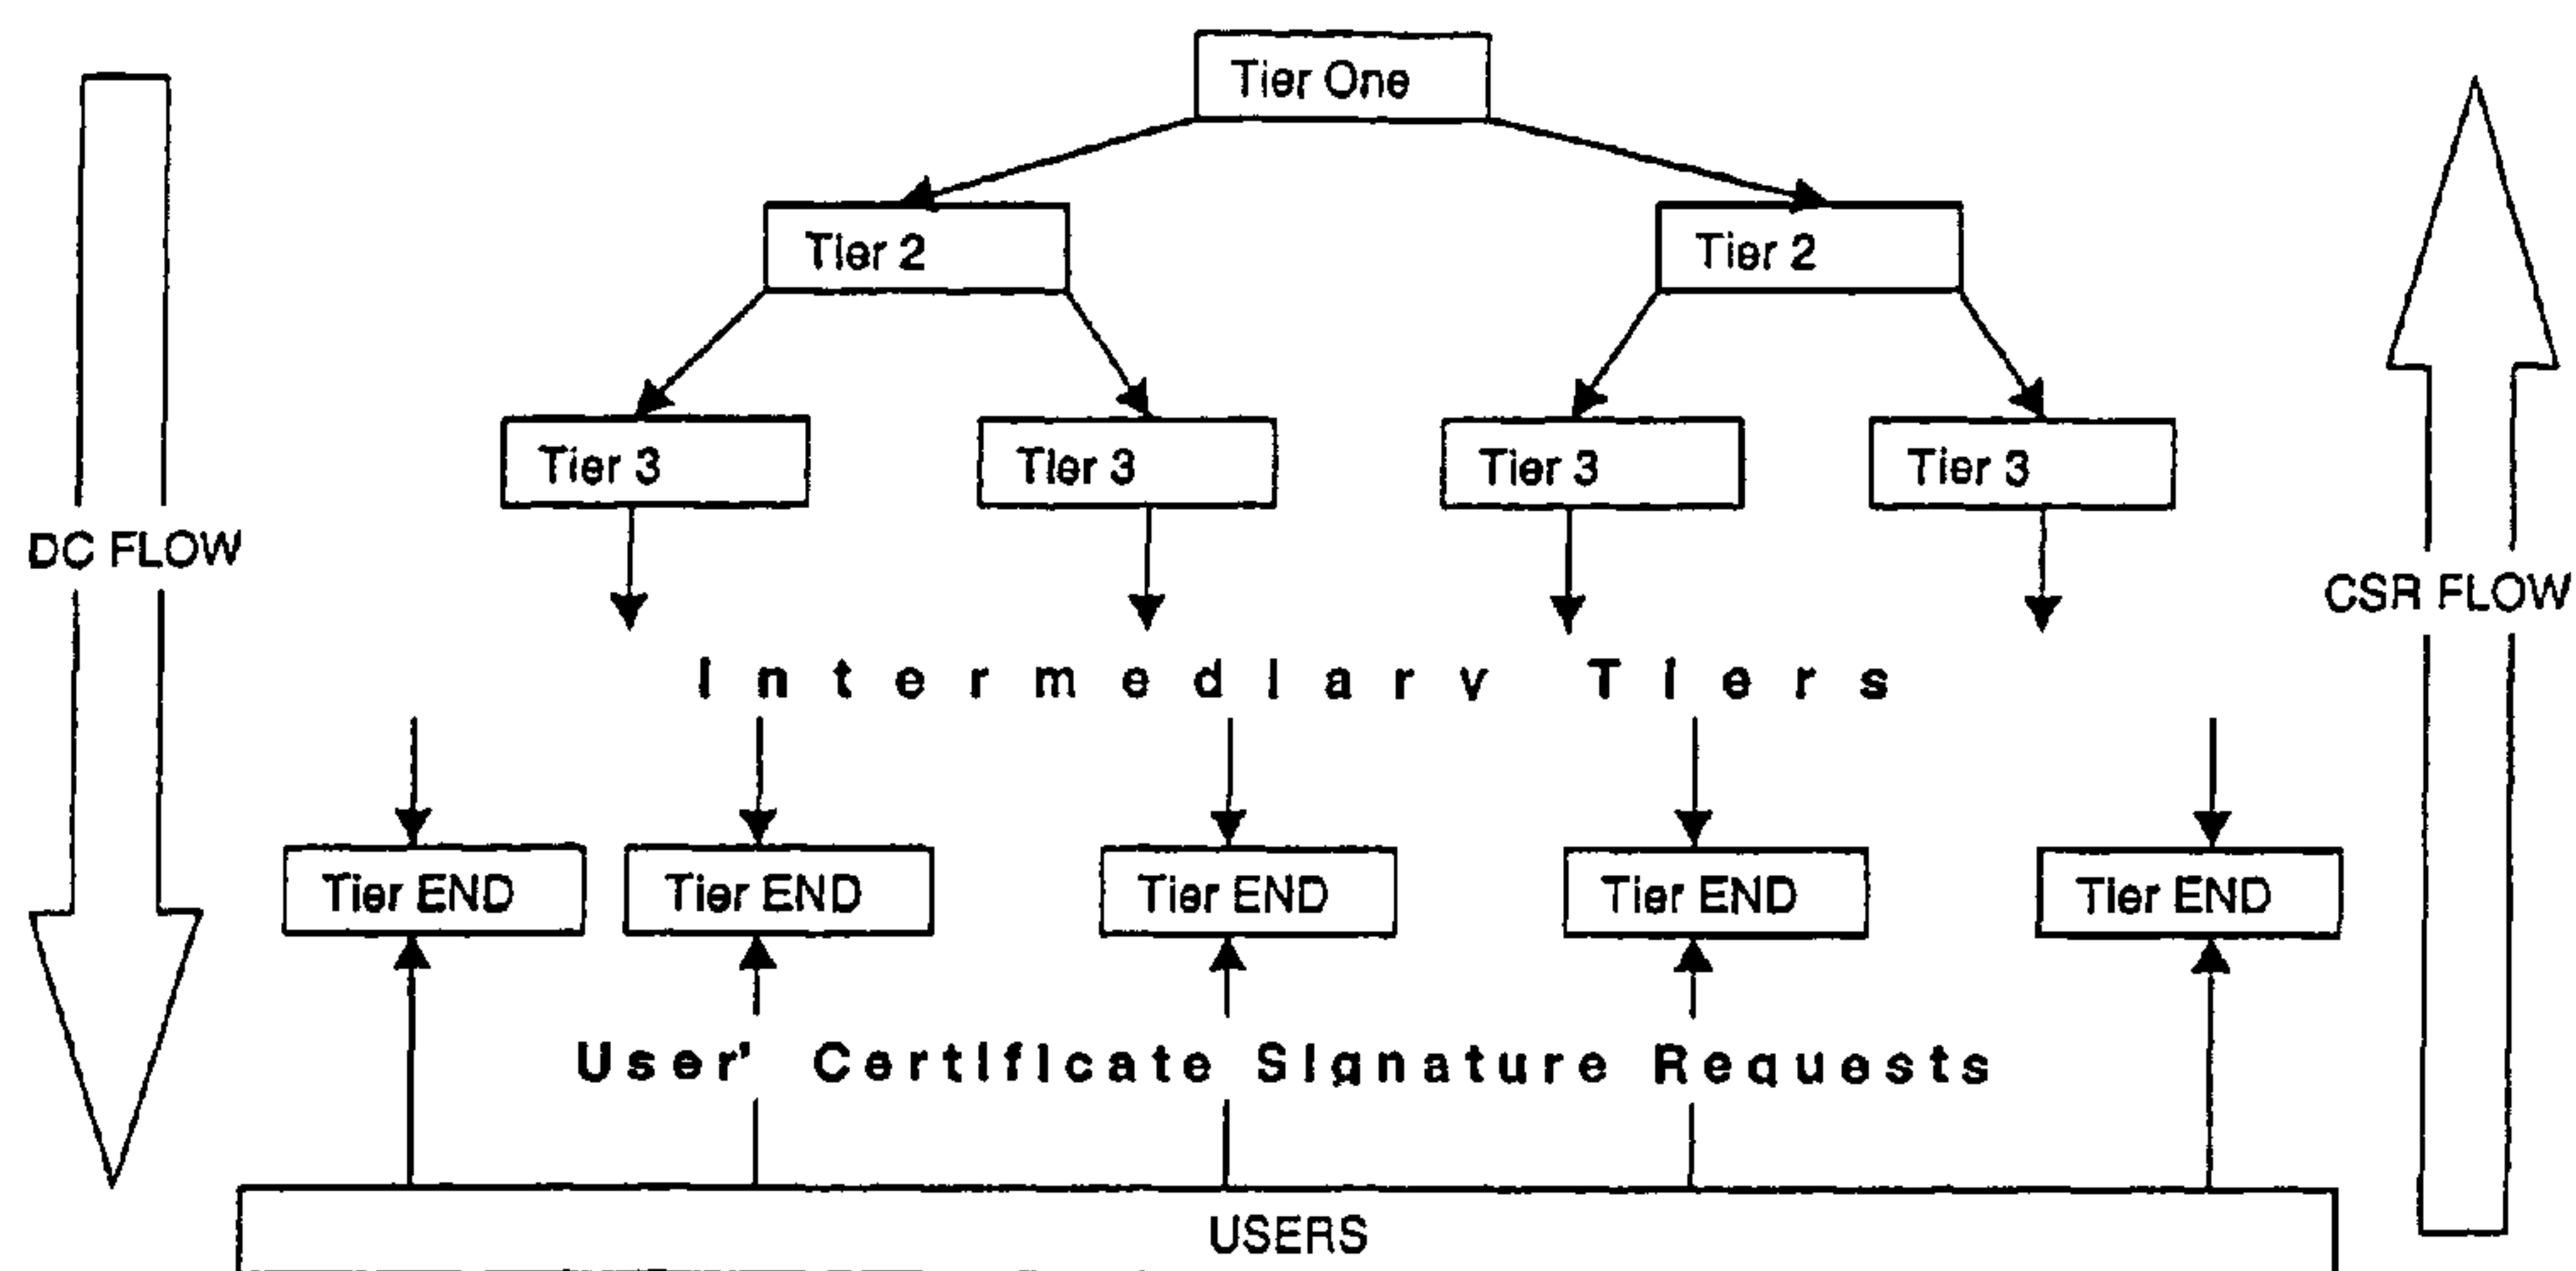 Tier One
Tier 2
Tier 2
Tier 3
Tier 3
Tier 3
Tier 3
DC FLOW
CSR FLOW
Intermediary Tiers
Tier END
Tier END
Tier END
Tier END
Tier END
User' Certificate Signature Requests
USERS